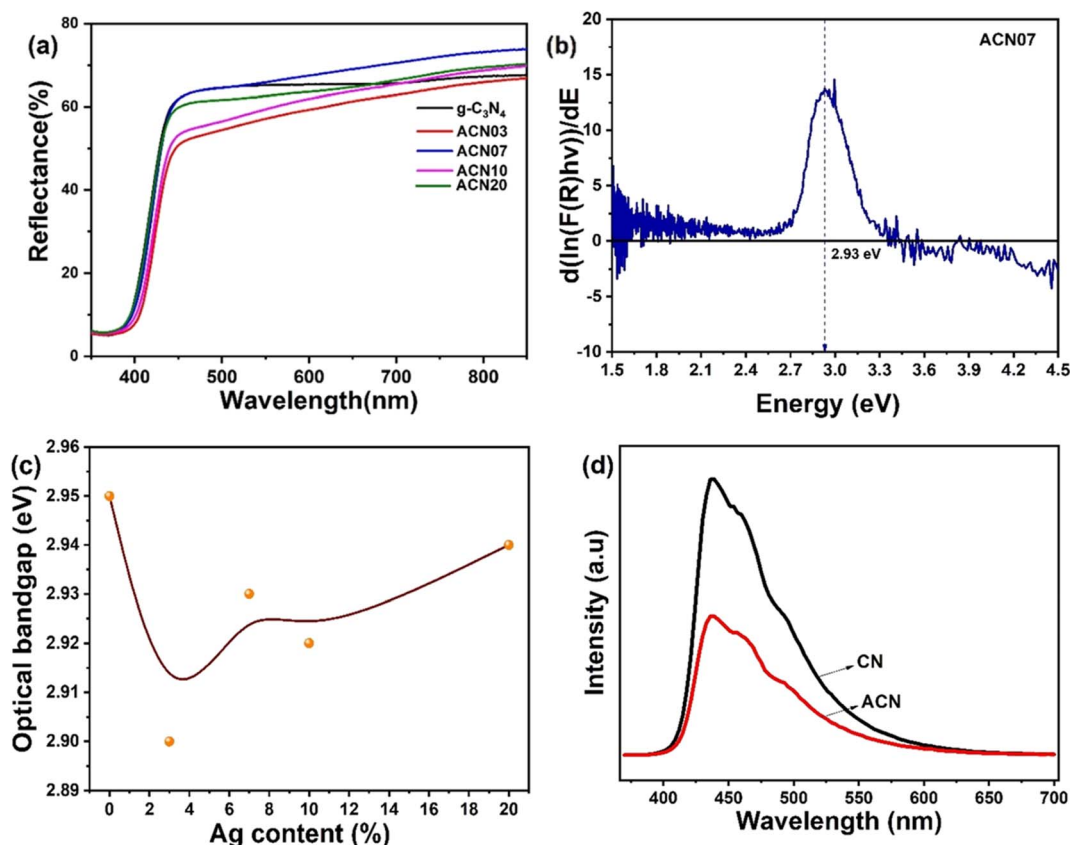 (a)
80
60
40
20
0
Reflectance(%)
400 500 600 700 800
Wavelength(nm)
g-C₃N₄
ACN03
ACN07
ACN10
ACN20
(b)
ACN07
20
15
10
5
0
-5
-10
d(ln(F(R)hv))/dE
2.93 eV
1.5 1.8 2.1 2.4 2.7 3.0 3.3 3.6 3.9 4.2 4.5
Energy (eV)
(c)
2.96
2.95
2.94
2.93
2.92
2.91
2.90
2.89
Optical bandgap (eV)
0 2 4 6 8 10 12 14 16 18 20
Ag content (%)
(d)
Intensity (a.u)
CN
ACN
400 450 500 550 600 650 700
Wavelength (nm)